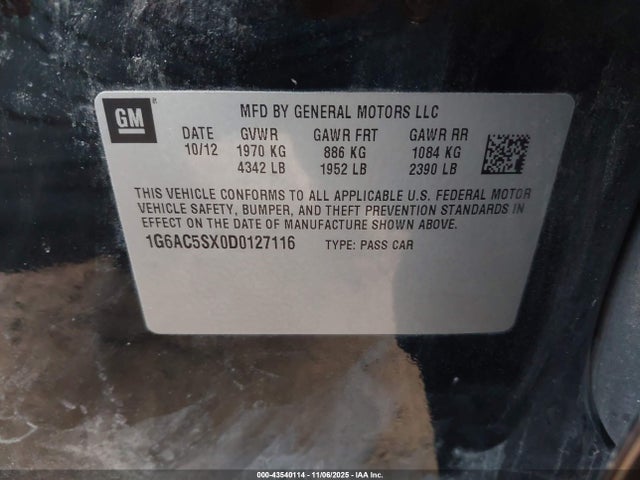 GM
MFD BY GENERAL MOTORS LLC
DATE GVWR GAWR FRT GAWR RR
10/12 1970 KG 886 KG 1084 KG
4342 LB 1952 LB 2390 LB
THIS VEHICLE CONFORMS TO ALL APPLICABLE U.S. FEDERAL MOTOR
VEHICLE SAFETY, BUMPER, AND THEFT PREVENTION STANDARDS IN
EFFECT ON THE DATE OF MANUFACTURE SHOWN ABOVE.
1G6AC5SX0D0127116 TYPE: PASS CAR
000-43540114 - 11/06/2025 - IAA Inc.